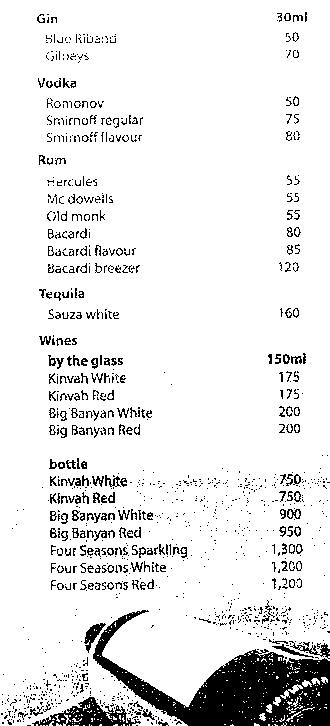 Gin 30ml
Blue Riband 50
Gilbeys 70
Vodka
Romonov 50
Smirnoff regular 75
Smirnoff flavour 80
Rum
Hercules 55
Mc dowells 55
Old monk 55
Bacardi 80
Bacardi flavour 85
Bacardi breezer 120
Tequila
Sauza white 160
Wines
by the glass 150ml
Kinvah White 175
Kinvah Red 175
Big Banyan White 200
Big Banyan Red 200
bottle
Kinvah White 750
Kinvah Red 750
Big Banyan White 900
Big Banyan Red 950
Four Seasons Sparkling 1,300
Four Seasons White 1,200
Four Seasons Red 1,200